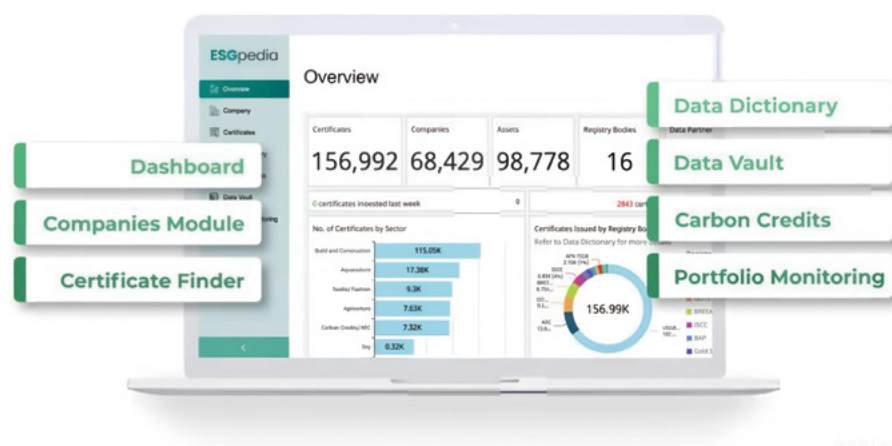 ESGpedia
Overview
Company
Certificates
Data Vault
Dashboard
Companies Module
Certificate Finder
Overview
Certificates
156,992
Companies
68,429
Assets
98,778
Registry Bodies
16
Data Partner
0 certificates ingested last week
0
2843
No. of Certificates by Sector
Build and Construction
115.05K
Aquaculture
17.38K
Textile/ Fashion
9.3K
Agriculture
7.63K
Carbon Credits/ REC
7.32K
Soy
0.32K
Certificates Issued by Registry
Refer to Data Dictionary for more
156.99K
ISCC
BAP
Gold S
Data Dictionary
Data Vault
Carbon Credits
Portfolio Monitoring